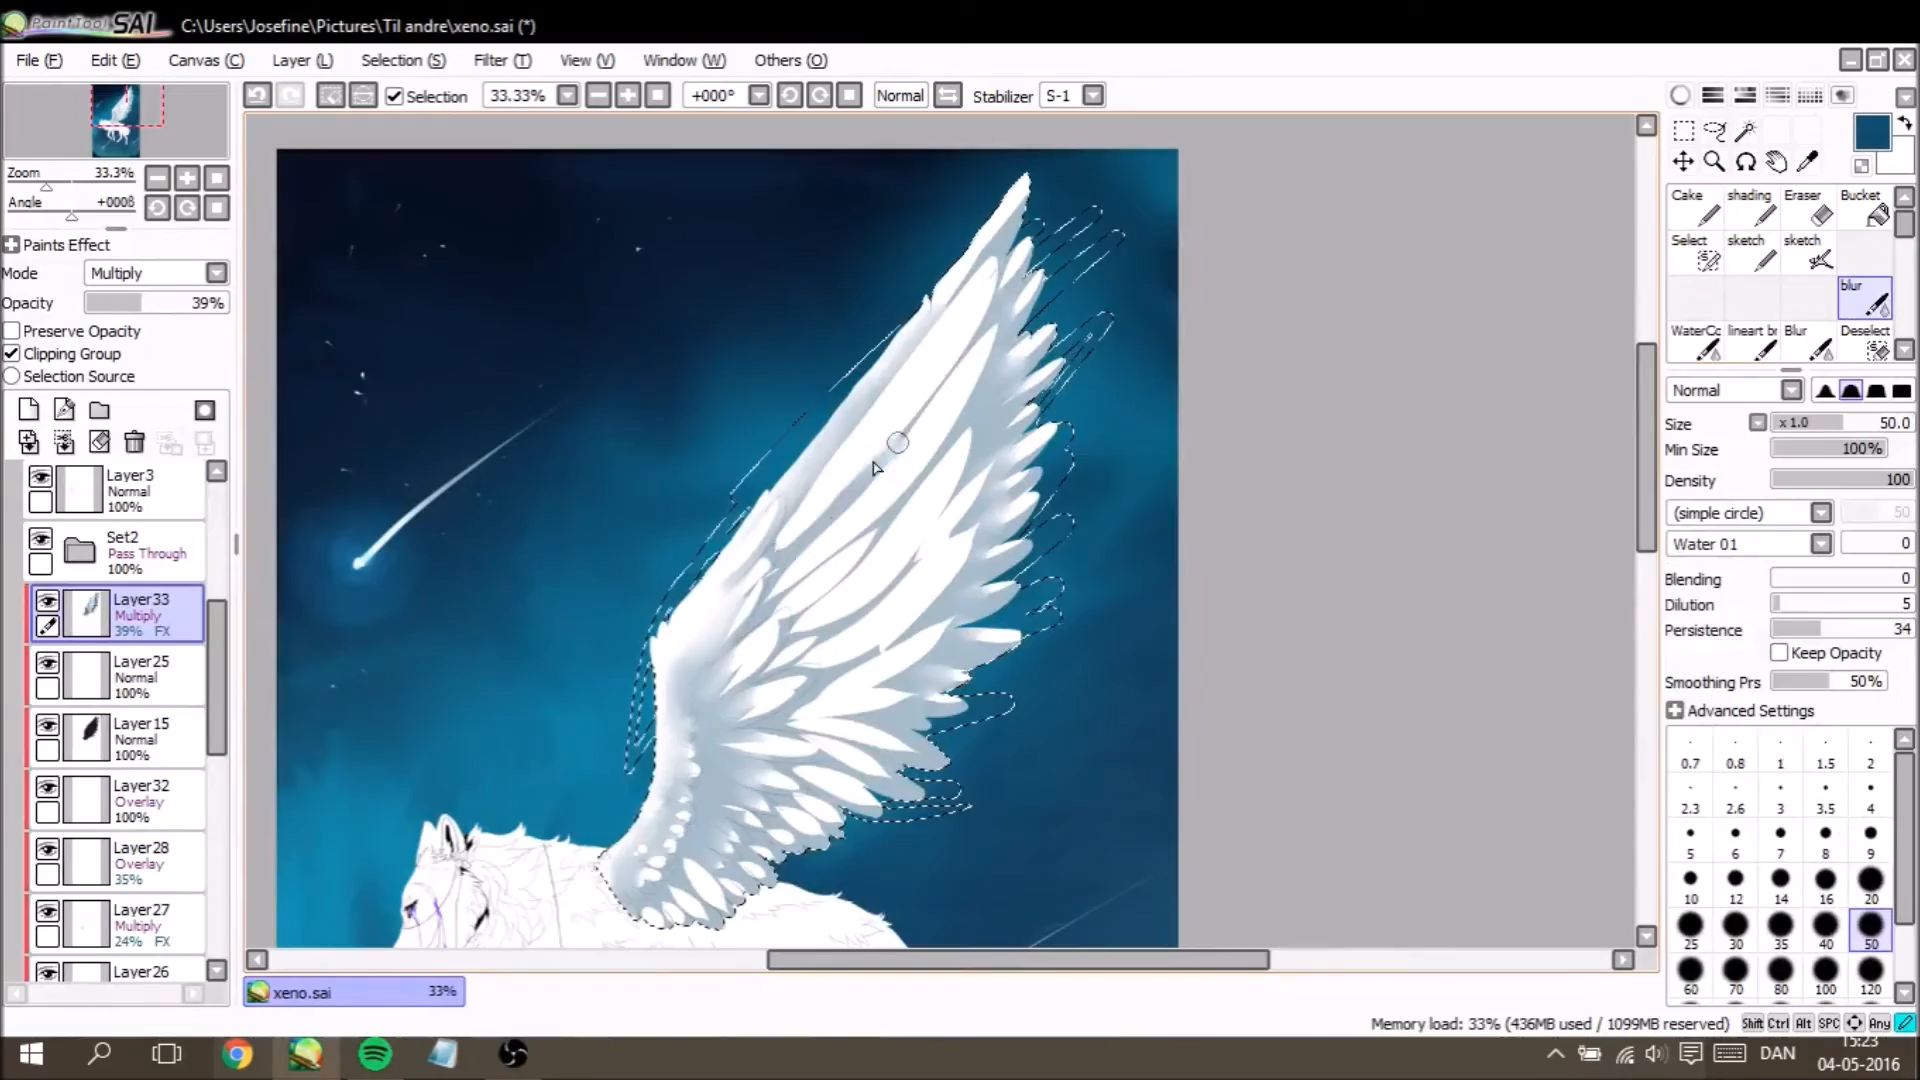 PaintTool SAI C:\Users\Josefine\Pictures\Til andre\xeno.sai (*)
File (F) Edit (E) Canvas (C) Layer (L) Selection (S) Filter (T) View (V) Window (W) Others (O)
Selection 33.33% +000° Normal Stabilizer S-1
Zoom 33.3%
Angle +000ß
Paints Effect
Mode Multiply
Opacity 39%
Preserve Opacity
Clipping Group
Selection Source
Layer3
Normal
100%
Set2
Pass Through
100%
Layer33
Multiply
39% FX
Layer25
Normal
100%
Layer15
Normal
100%
Layer32
Overlay
100%
Layer28
Overlay
35%
Layer27
Multiply
24% FX
Layer26
xeno.sai 33%
Cake shading Eraser Bucket
Select sketch sketch
blur
WaterCc lineart br Blur Deselect
Normal
Size x 1.0 50.0
Min Size 100%
Density 100
(simple circle) 50
Water 01 0
Blending 0
Dilution 5
Persistence 34
Keep Opacity
Smoothing Prs 50%
Advanced Settings
0.7 0.8 1 1.5 2
2.3 2.6 3 3.5 4
5 6 7 8 9
10 12 14 16 20
25 30 35 40 50
60 70 80 100 120
Memory load: 33% (436MB used / 1099MB reserved) Shift Ctrl Alt SPC Any
DAN
15:23
04-05-2016